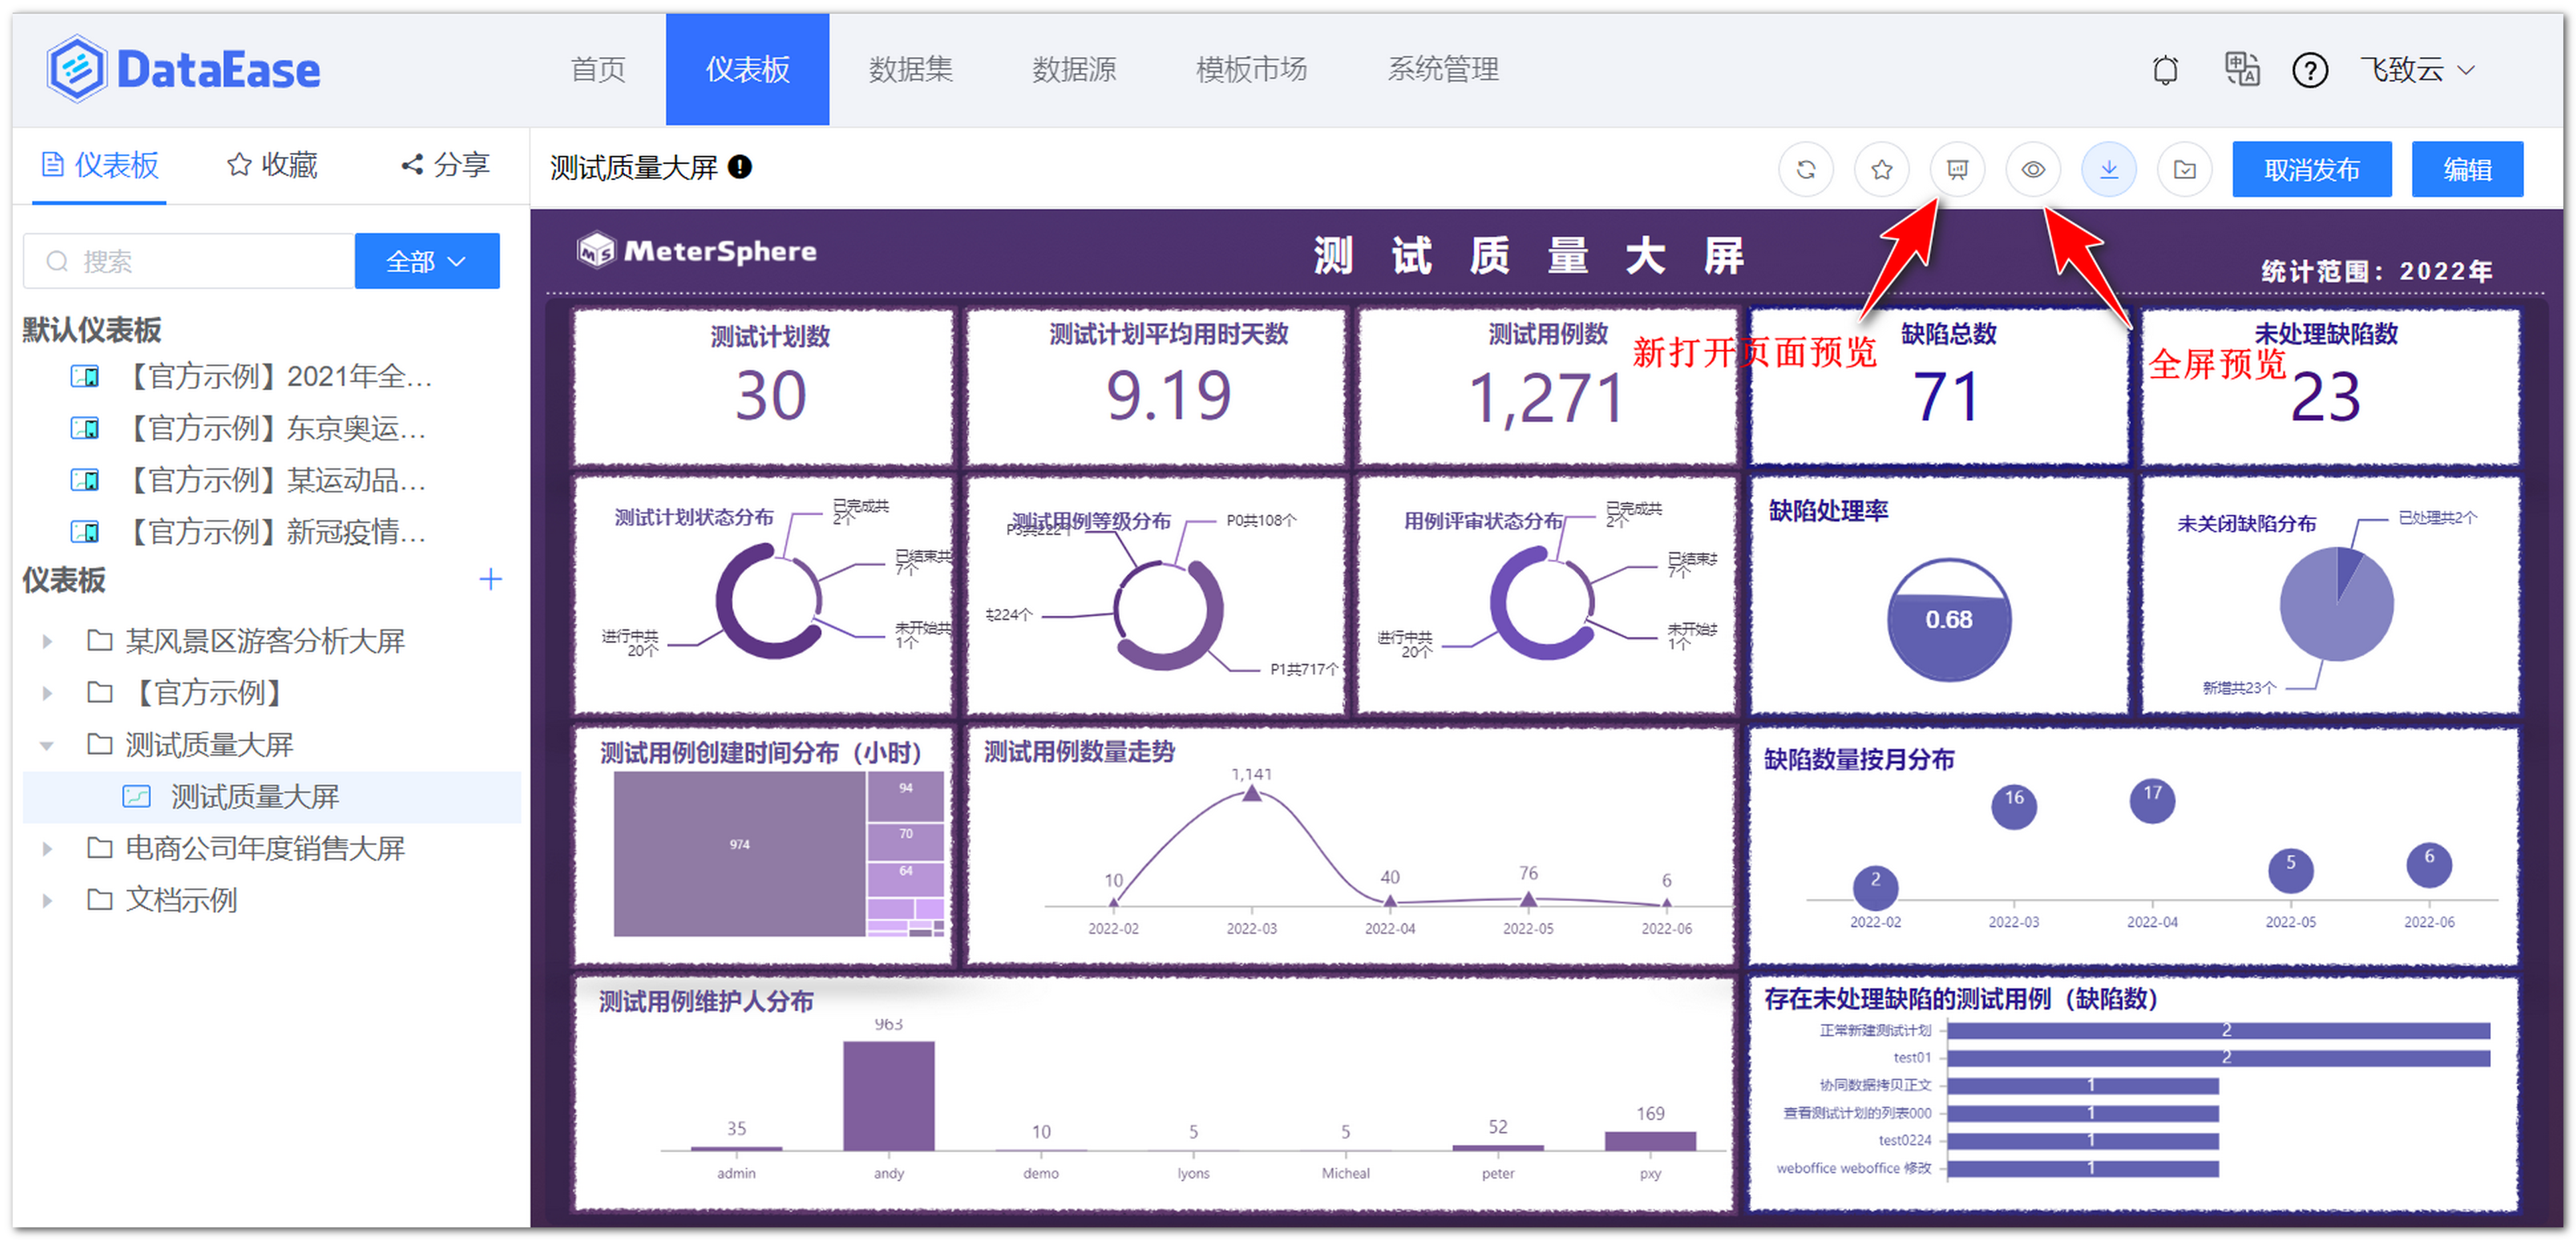 DataEase
首页
仪表板
数据集
数据源
模板市场
系统管理
飞致云
仪表板
收藏
分享
测试质量大屏
取消发布
编辑
搜索
全部
默认仪表板
【官方示例】2021年全...
【官方示例】东京奥运...
【官方示例】某运动品...
【官方示例】新冠疫情...
仪表板
某风景区游客分析大屏
【官方示例】
测试质量大屏
测试质量大屏
电商公司年度销售大屏
文档示例
MeterSphere
测试质量大屏
统计范围：2022年
测试计划数
30
测试计划平均用时天数
9.19
测试用例数
1,271
新打开页面预览
缺陷总数
71
未处理缺陷数
全屏预览
23
测试计划状态分布
已完成共
2个
已结束共
7个
未开始共
1个
进行中共
20个
测试用例等级分布
P3共222个
P0共108个
共224个
P1共717个
用例评审状态分布
已完成共
2个
已结束共
7个
未开始共
1个
进行中共
20个
缺陷处理率
0.68
未关闭缺陷分布
已处理共2个
新增共23个
测试用例创建时间分布（小时）
974
94
70
64
测试用例数量走势
1,141
10
40
76
6
2022-02
2022-03
2022-04
2022-05
2022-06
缺陷数量按月分布
2
16
17
5
6
2022-02
2022-03
2022-04
2022-05
2022-06
测试用例维护人分布
35
963
10
5
5
52
169
admin
andy
demo
lyons
Micheal
peter
pxy
存在未处理缺陷的测试用例（缺陷数）
正常新建测试计划 2
test01 2
协同数据拷贝正文 1
查看测试计划的列表000 1
test0224 1
weboffice weboffice 修改 1